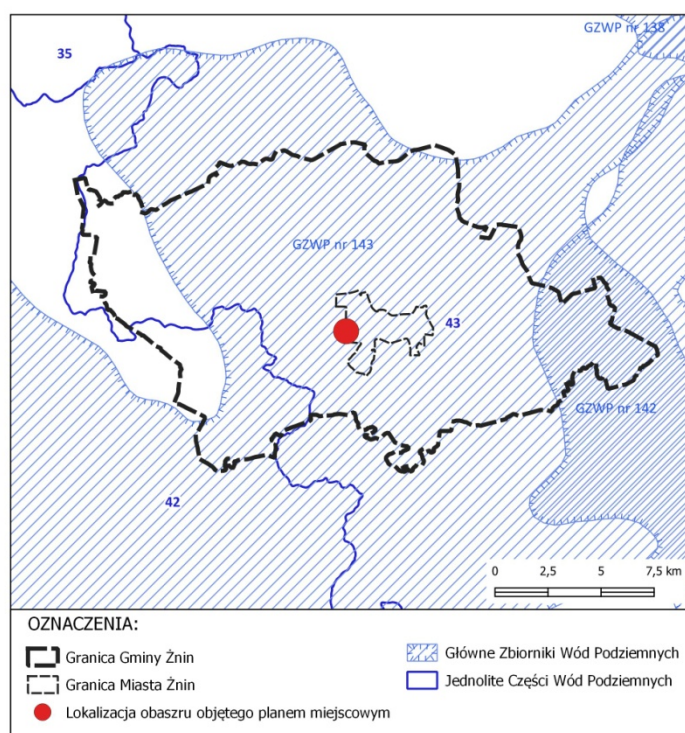 GZWP nr 138
35
GZWP nr 143
43
GZWP nr 142
42
0 2,5 5 7,5 km
OZNACZENIA:
Granica Gminy Żnin
Granica Miasta Żnin
Lokalizacja obaszru objętego planem miejscowym
Główne Zbiorniki Wód Podziemnych
Jednolite Części Wód Podziemnych